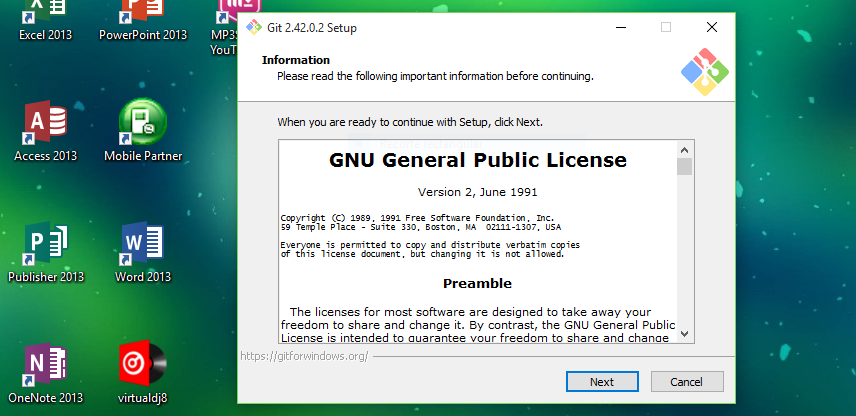 Excel 2013
PowerPoint 2013
MP3S
YouT
Access 2013
Mobile Partner
Publisher 2013
Word 2013
OneNote 2013
virtualdj8
Git 2.42.0.2 Setup
Information
Please read the following important information before continuing.
When you are ready to continue with Setup, click Next.
GNU General Public License
Version 2, June 1991
Copyright (C) 1989, 1991 Free Software Foundation, Inc.
59 Temple Place - Suite 330, Boston, MA  02111-1307, USA
Everyone is permitted to copy and distribute verbatim copies
of this license document, but changing it is not allowed.
Preamble
The licenses for most software are designed to take away your
freedom to share and change it. By contrast, the GNU General Public
License is intended to guarantee your freedom to share and change
https://gitforwindows.org/
Next
Cancel